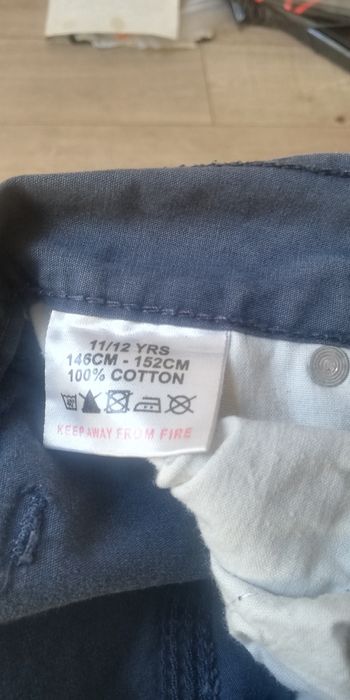 11/12 YRS
146CM - 152CM
100% COTTON
KEEP AWAY FROM FIRE